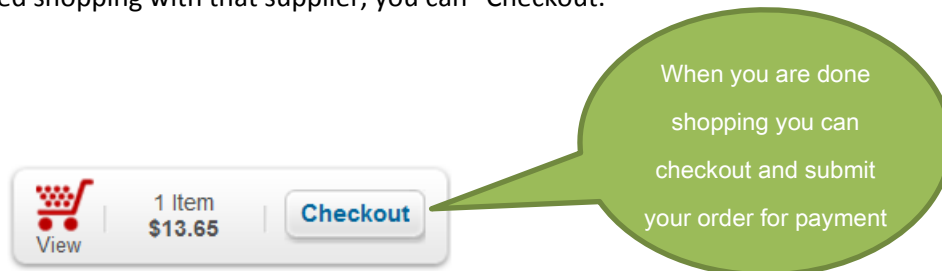 ed shopping with that supplier, you can "Checkout."
When you are done
shopping you can
checkout and submit
your order for payment
1 Item
$13.65
Checkout
View